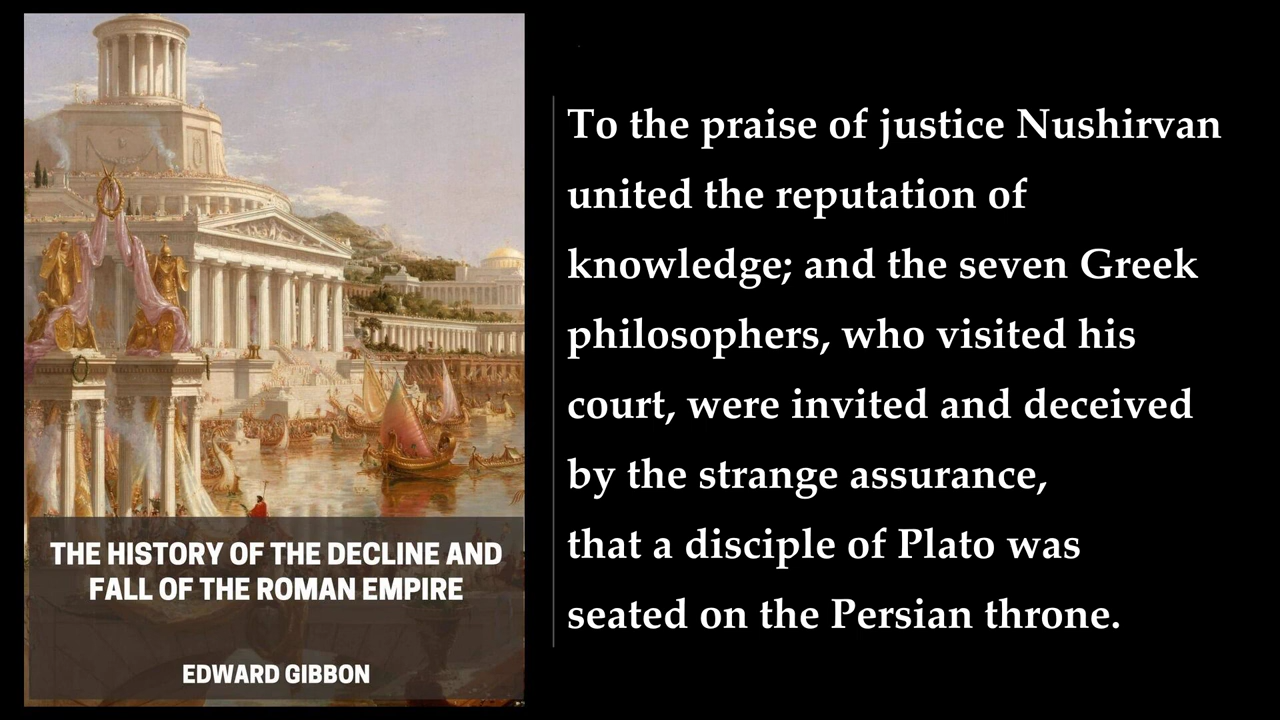 THE HISTORY OF THE DECLINE AND
FALL OF THE ROMAN EMPIRE
EDWARD GIBBON
To the praise of justice Nushirvan
united the reputation of
knowledge; and the seven Greek
philosophers, who visited his
court, were invited and deceived
by the strange assurance,
that a disciple of Plato was
seated on the Persian throne.